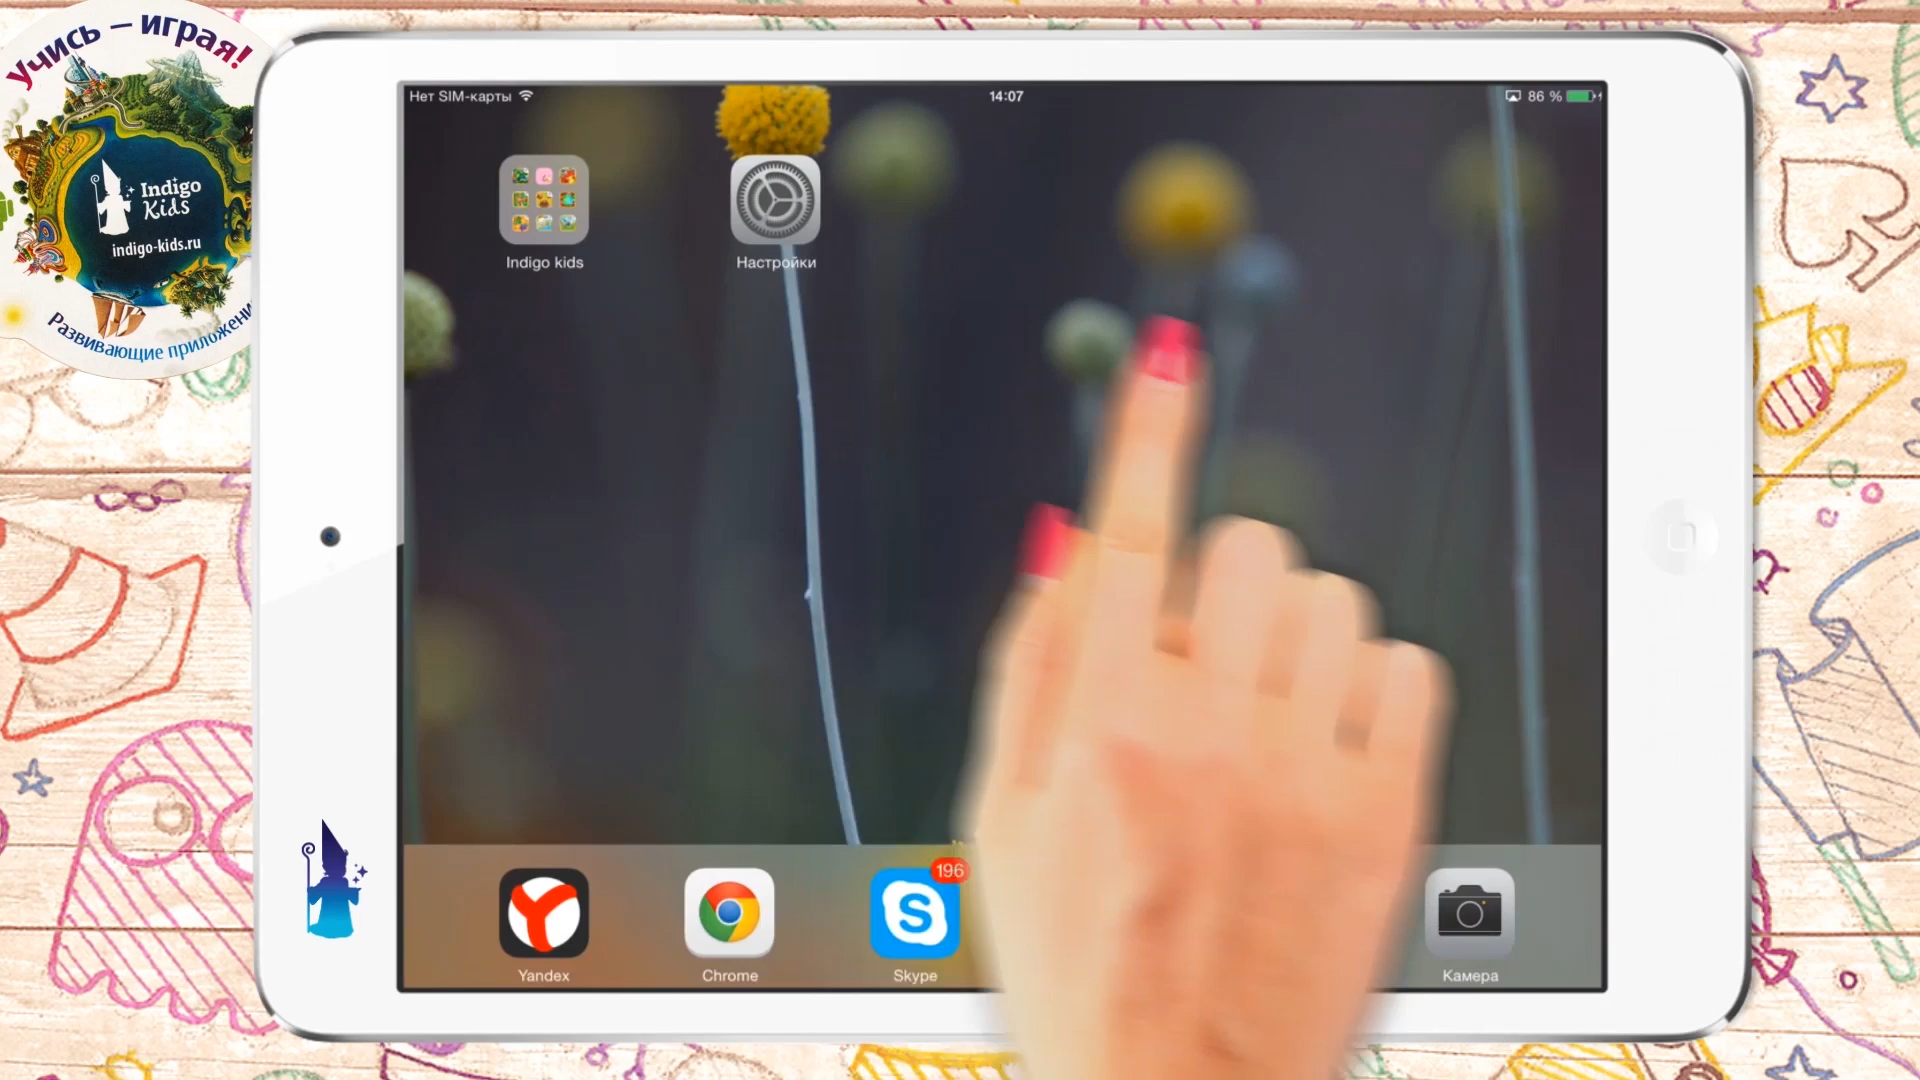 Учись – играя!
Indigo
Kids
indigo-kids.ru
Развивающие приложени
Нет SIM-карты
14:07
86 %
Indigo kids
Настройки
196
Yandex
Chrome
Skype
Камера